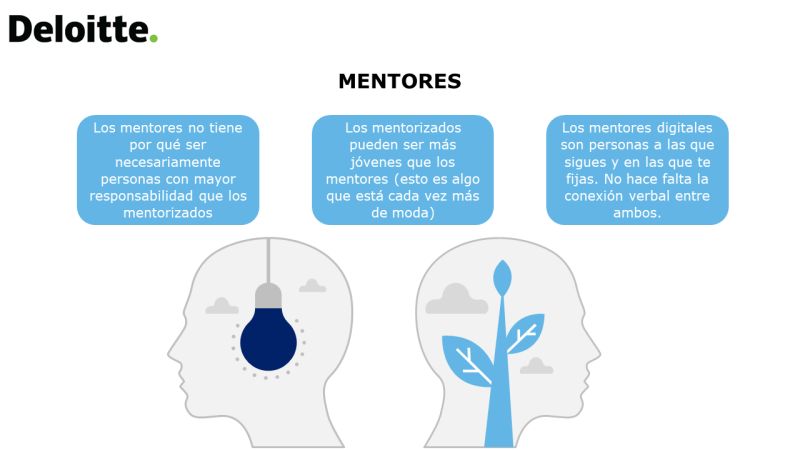 Deloitte.
MENTORES
Los mentores no tiene
por qué ser
necesariamente
personas con mayor
responsabilidad que los
mentorizados
Los mentorizados
pueden ser más
jóvenes que los
mentores (esto es algo
que está cada vez más
de moda)
Los mentores digitales
son personas a las que
sigues y en las que te
fijas. No hace falta la
conexión verbal entre
ambos.